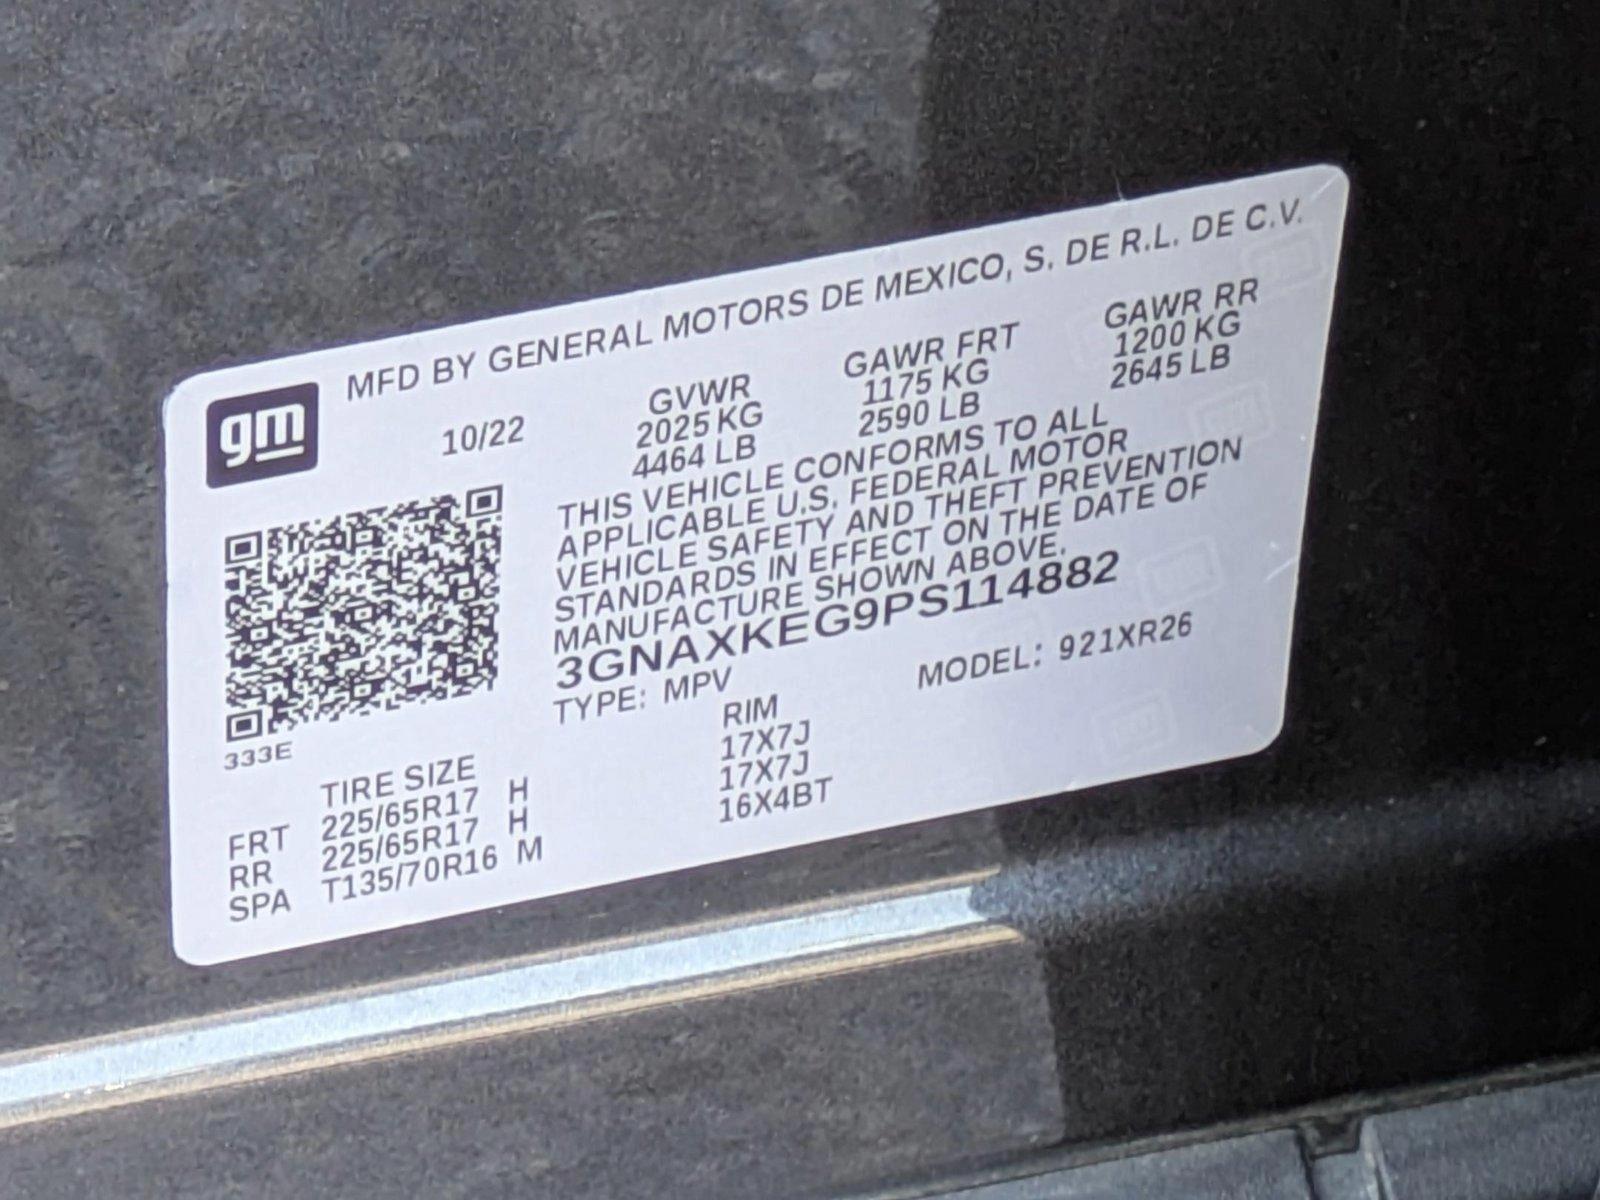 MFD BY GENERAL MOTORS DE MEXICO, S. DE R.L. DE C.V.
gm
10/22
GVWR GAWR FRT GAWR RR
2025 KG 1175 KG 1200 KG
4464 LB 2590 LB 2645 LB
THIS VEHICLE CONFORMS TO ALL
APPLICABLE U.S. FEDERAL MOTOR
VEHICLE SAFETY AND THEFT PREVENTION
STANDARDS IN EFFECT ON THE DATE OF
MANUFACTURE SHOWN ABOVE.
3GNAXKEG9PS114882
TYPE: MPV MODEL: 921XR26
333E
TIRE SIZE RIM
FRT 225/65R17 H 17X7J
RR 225/65R17 H 17X7J
SPA T135/70R16 M 16X4BT